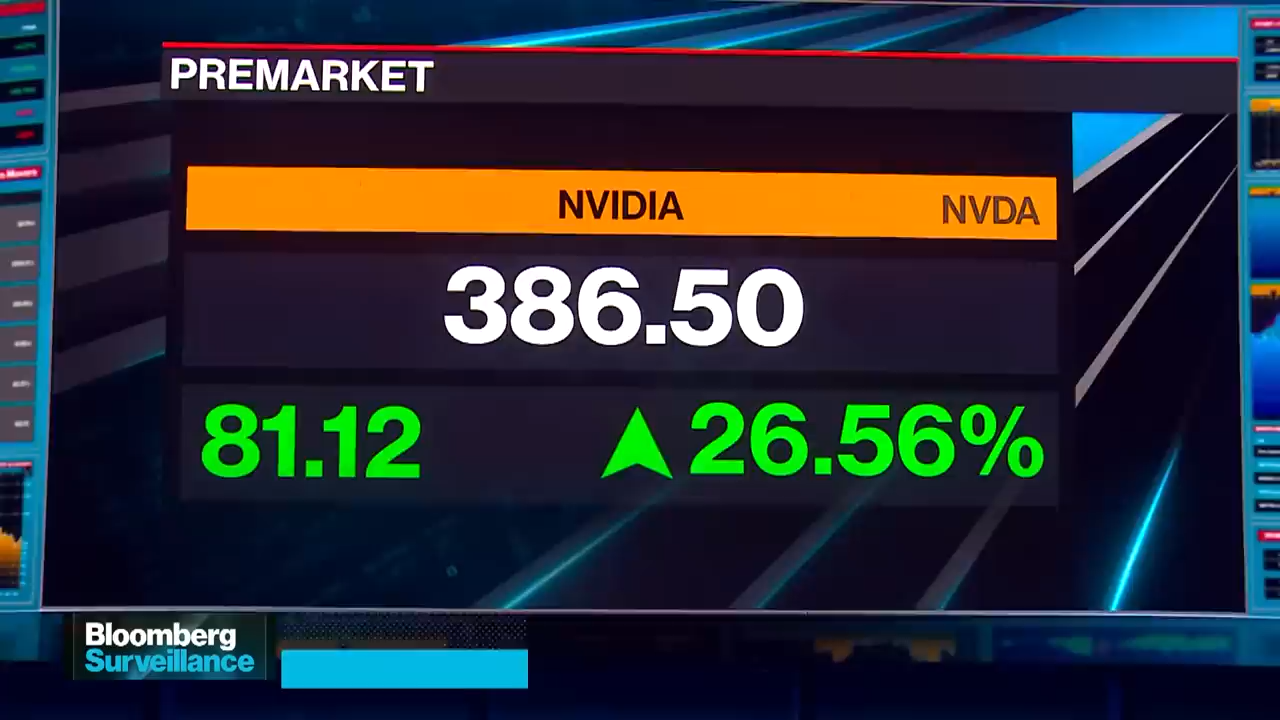 PREMARKET
NVIDIA NVDA
386.50
81.12 ▲26.56%
Bloomberg
Surveillance